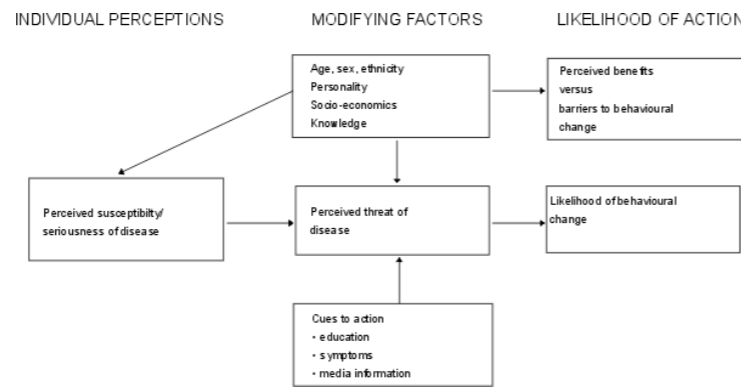 INDIVIDUAL PERCEPTIONS
MODIFYING FACTORS
LIKELIHOOD OF ACTION
Age, sex, ethnicity
Personality
Socio-economics
Knowledge
Perceived benefits
versus
barriers to behavioural
change
Perceived susceptibilty/
seriousness of disease
Perceived threat of
disease
Likelihood of behavioural
change
Cues to action
• education
• symptoms
• media information